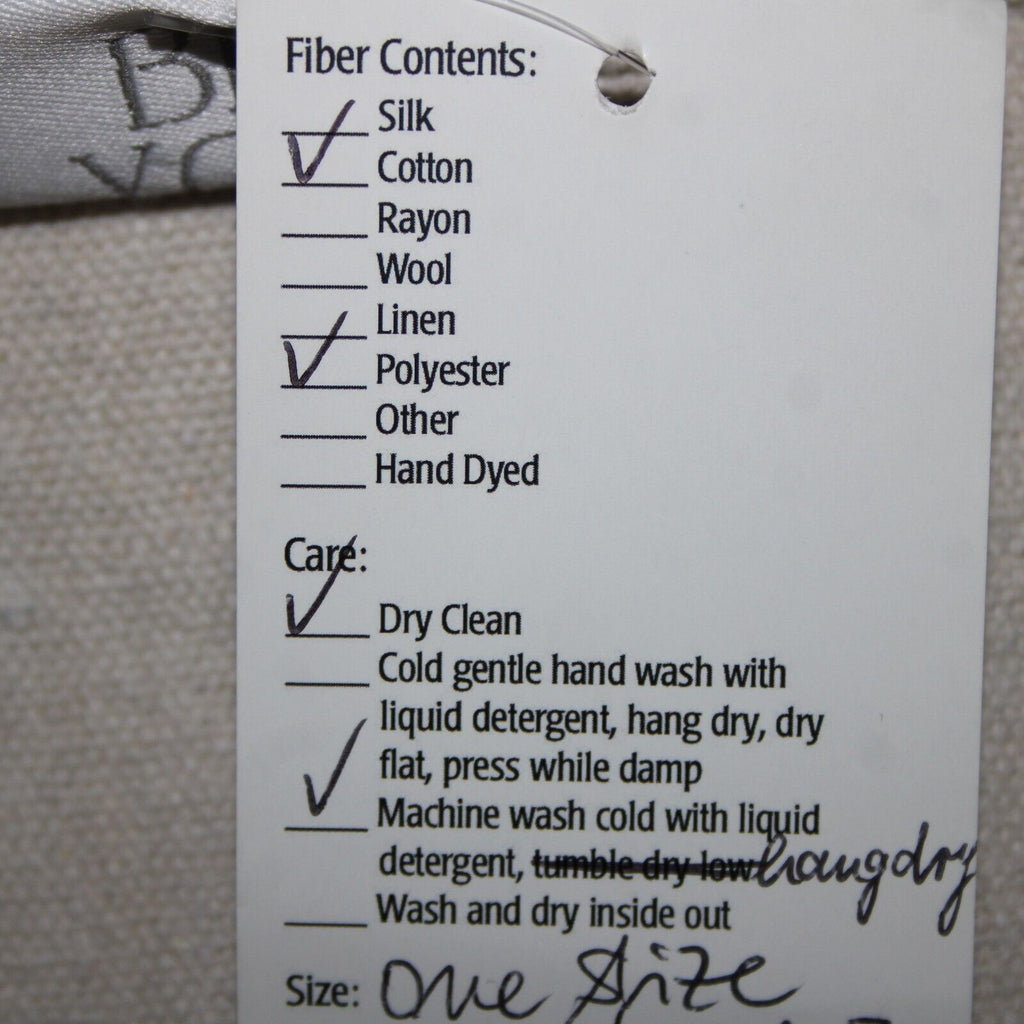 Fiber Contents:
Silk
✓ Cotton
Rayon
Wool
Linen
✓ Polyester
Other
Hand Dyed
Care:
✓ Dry Clean
Cold gentle hand wash with
liquid detergent, hang dry, dry
flat, press while damp
✓ Machine wash cold with liquid
detergent, tumble dry low hang dry
Wash and dry inside out
Size: One Size